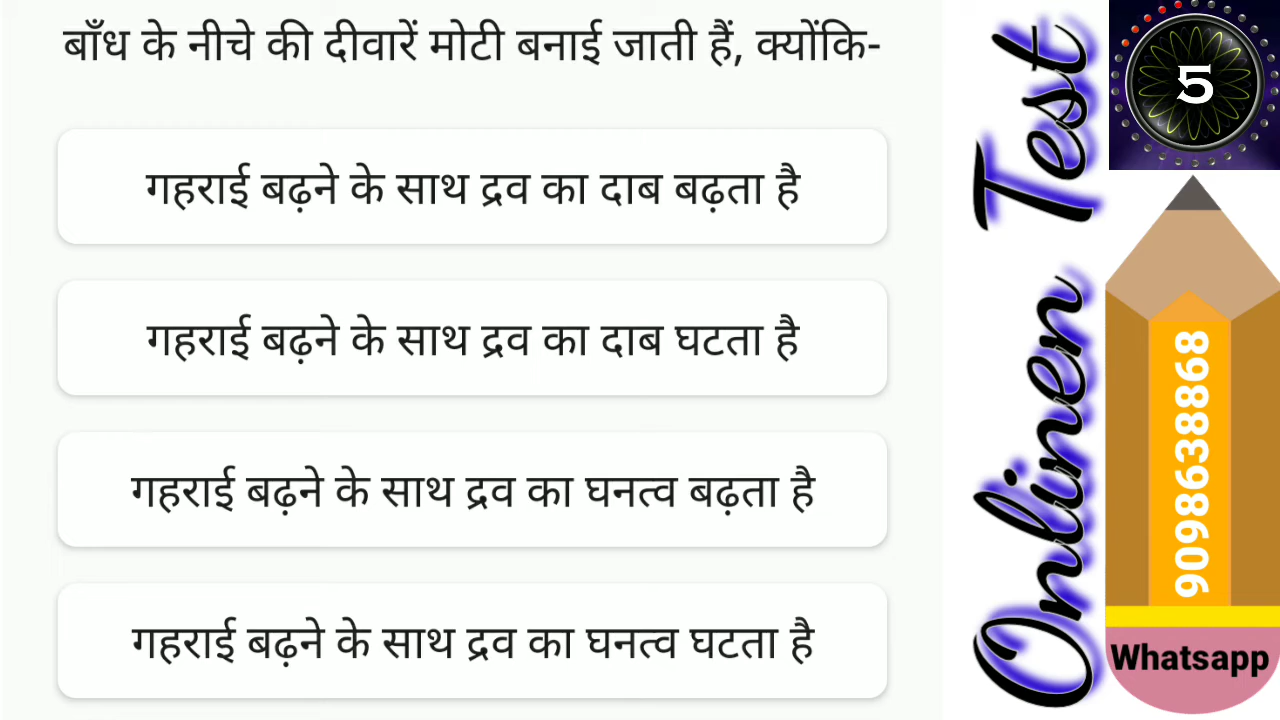 बाँध के नीचे की दीवारें मोटी बनाई जाती हैं, क्योंकि-
गहराई बढ़ने के साथ द्रव का दाब बढ़ता है
गहराई बढ़ने के साथ द्रव का दाब घटता है
गहराई बढ़ने के साथ द्रव का घनत्व बढ़ता है
गहराई बढ़ने के साथ द्रव का घनत्व घटता है
Onlinen Test
5
9098638868
Whatsapp